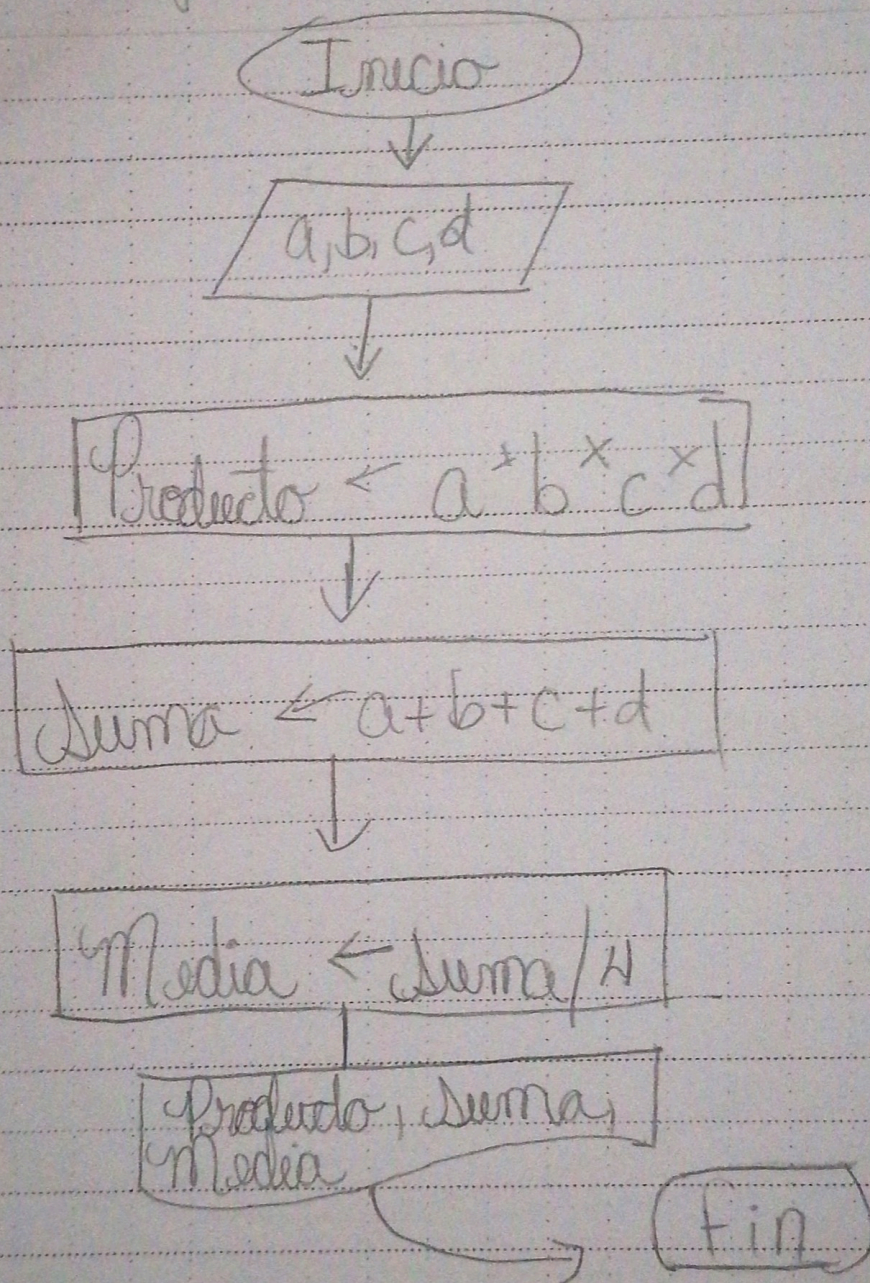 Inicio
a, b, c, d
Producto ← a * b * c * d
Suma ← a + b + c + d
Media ← Suma / 4
Producto, Suma,
Media
Fin